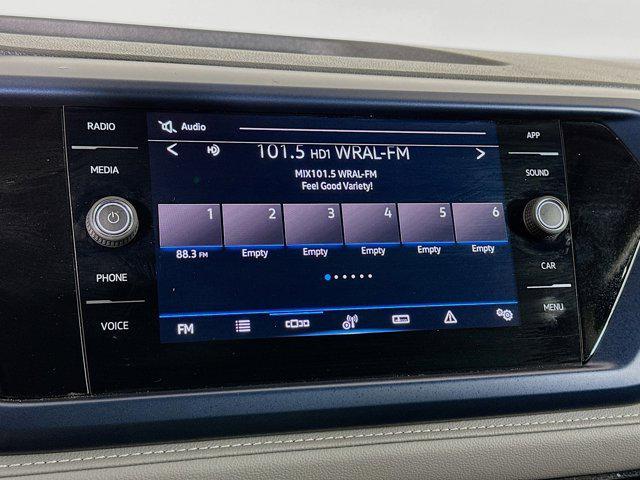 RADIO
MEDIA
PHONE
VOICE
Audio
101.5 HD1 WRAL-FM
MIX101.5 WRAL-FM
Feel Good Variety!
1 2 3 4 5 6
88.3 FM Empty Empty Empty Empty Empty
FM
APP
SOUND
CAR
MENU